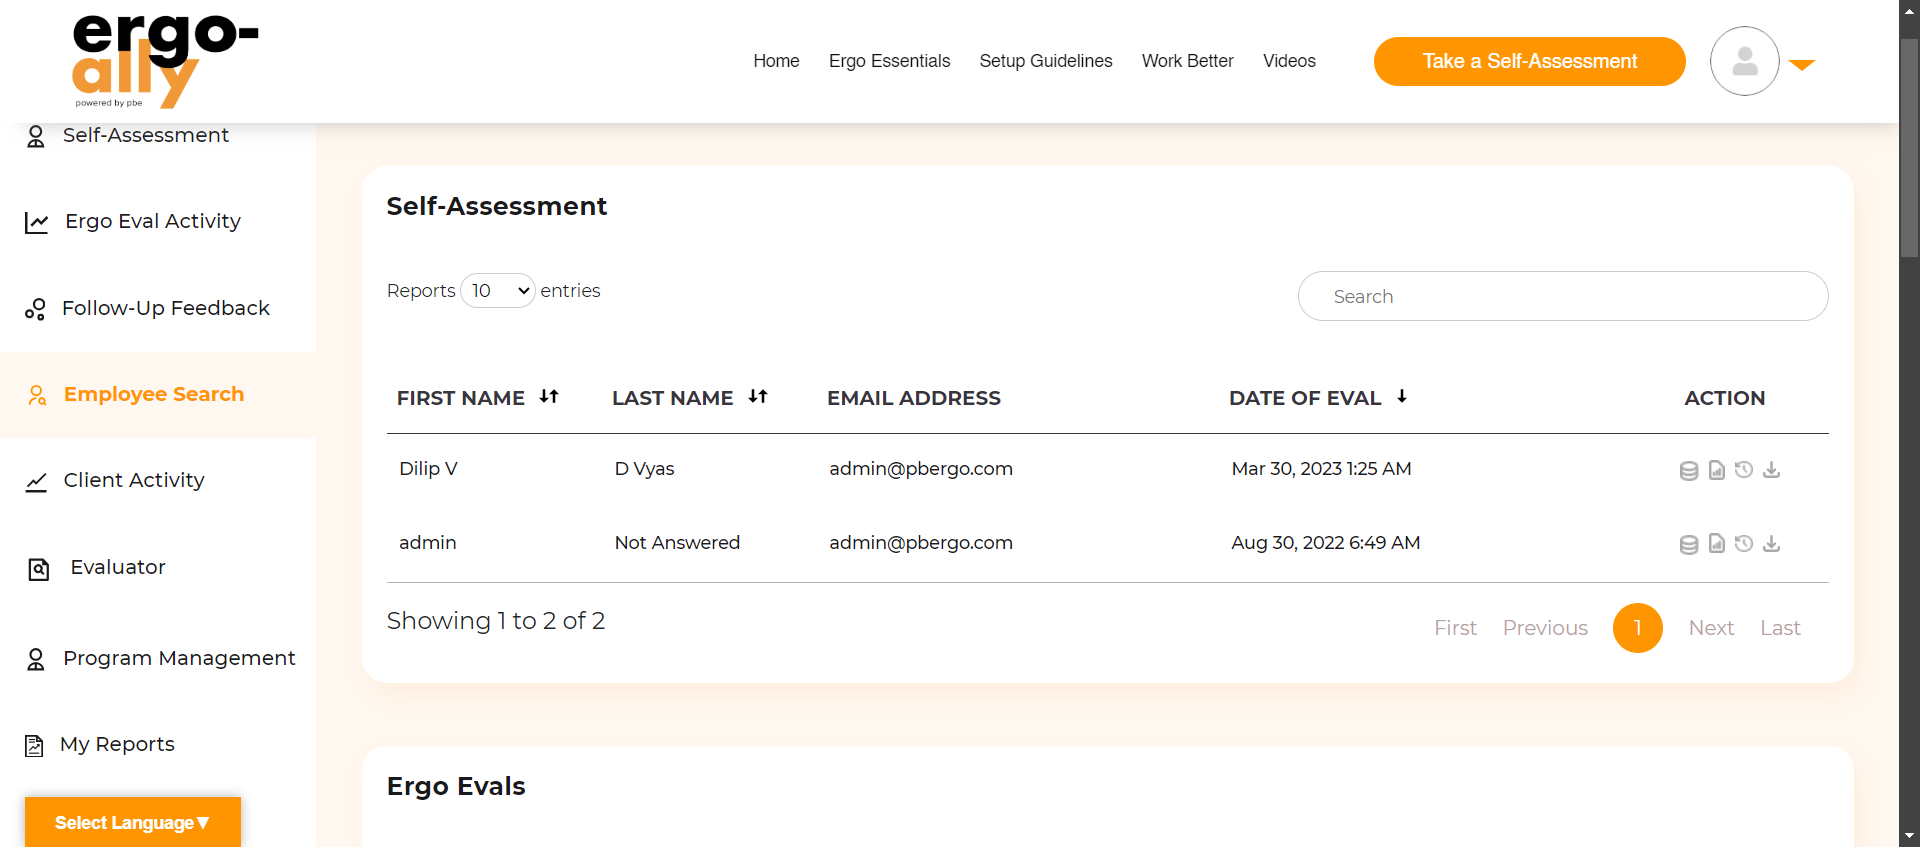 ergo-
ally
powered by pbe
Home Ergo Essentials Setup Guidelines Work Better Videos Take a Self-Assessment
Self-Assessment
Ergo Eval Activity
Follow-Up Feedback
Employee Search
Client Activity
Evaluator
Program Management
My Reports
Select Language▼
Self-Assessment
Reports 10 entries Search
FIRST NAME LAST NAME EMAIL ADDRESS DATE OF EVAL ACTION
Dilip V D Vyas admin@pbergo.com Mar 30, 2023 1:25 AM
admin Not Answered admin@pbergo.com Aug 30, 2022 6:49 AM
Showing 1 to 2 of 2 First Previous 1 Next Last
Ergo Evals